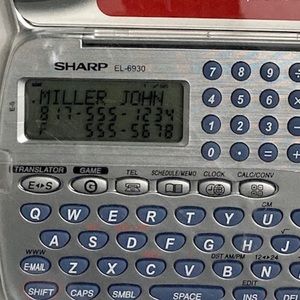 SHARP EL-6930
MILLER JOHN
817-555-1234
555-5678
7 8 9
4 5 6
1 2 3
0
TRANSLATOR GAME TEL SCHEDULE/MEMO CLOCK CALC/CONV
E◄►S G
CM
Q W E R T Y U
A S D F G H J
WWW DST AM/PM 12◄►24
E-MAIL Z X C V B N
SHIFT CAPS SMBL SPACE INS DEL